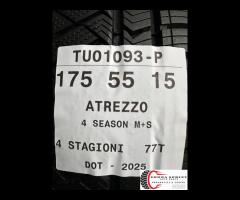 TU01093-P
175 55 15
ATREZZO
4 SEASON M+S
4 STAGIONI 77T
DOT - 2025